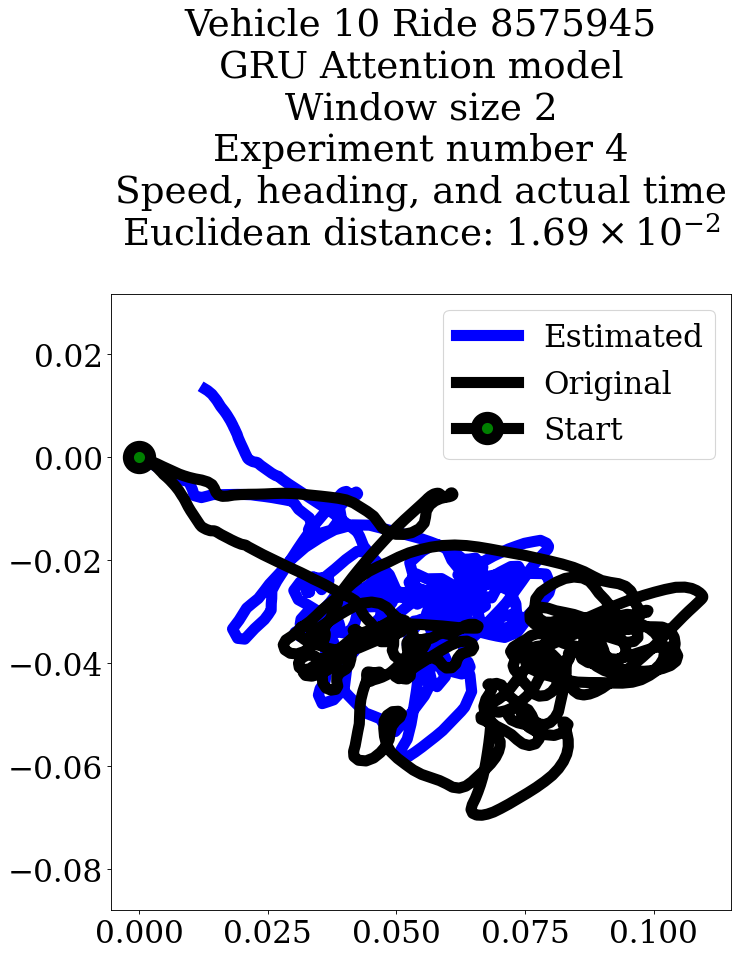 Vehicle 10 Ride 8575945
GRU Attention model
Window size 2
Experiment number 4
Speed, heading, and actual time
Euclidean distance: 1.69 × 10⁻²
Estimated
Original
Start
0.02
0.00
−0.02
−0.04
−0.06
−0.08
0.000 0.025 0.050 0.075 0.100